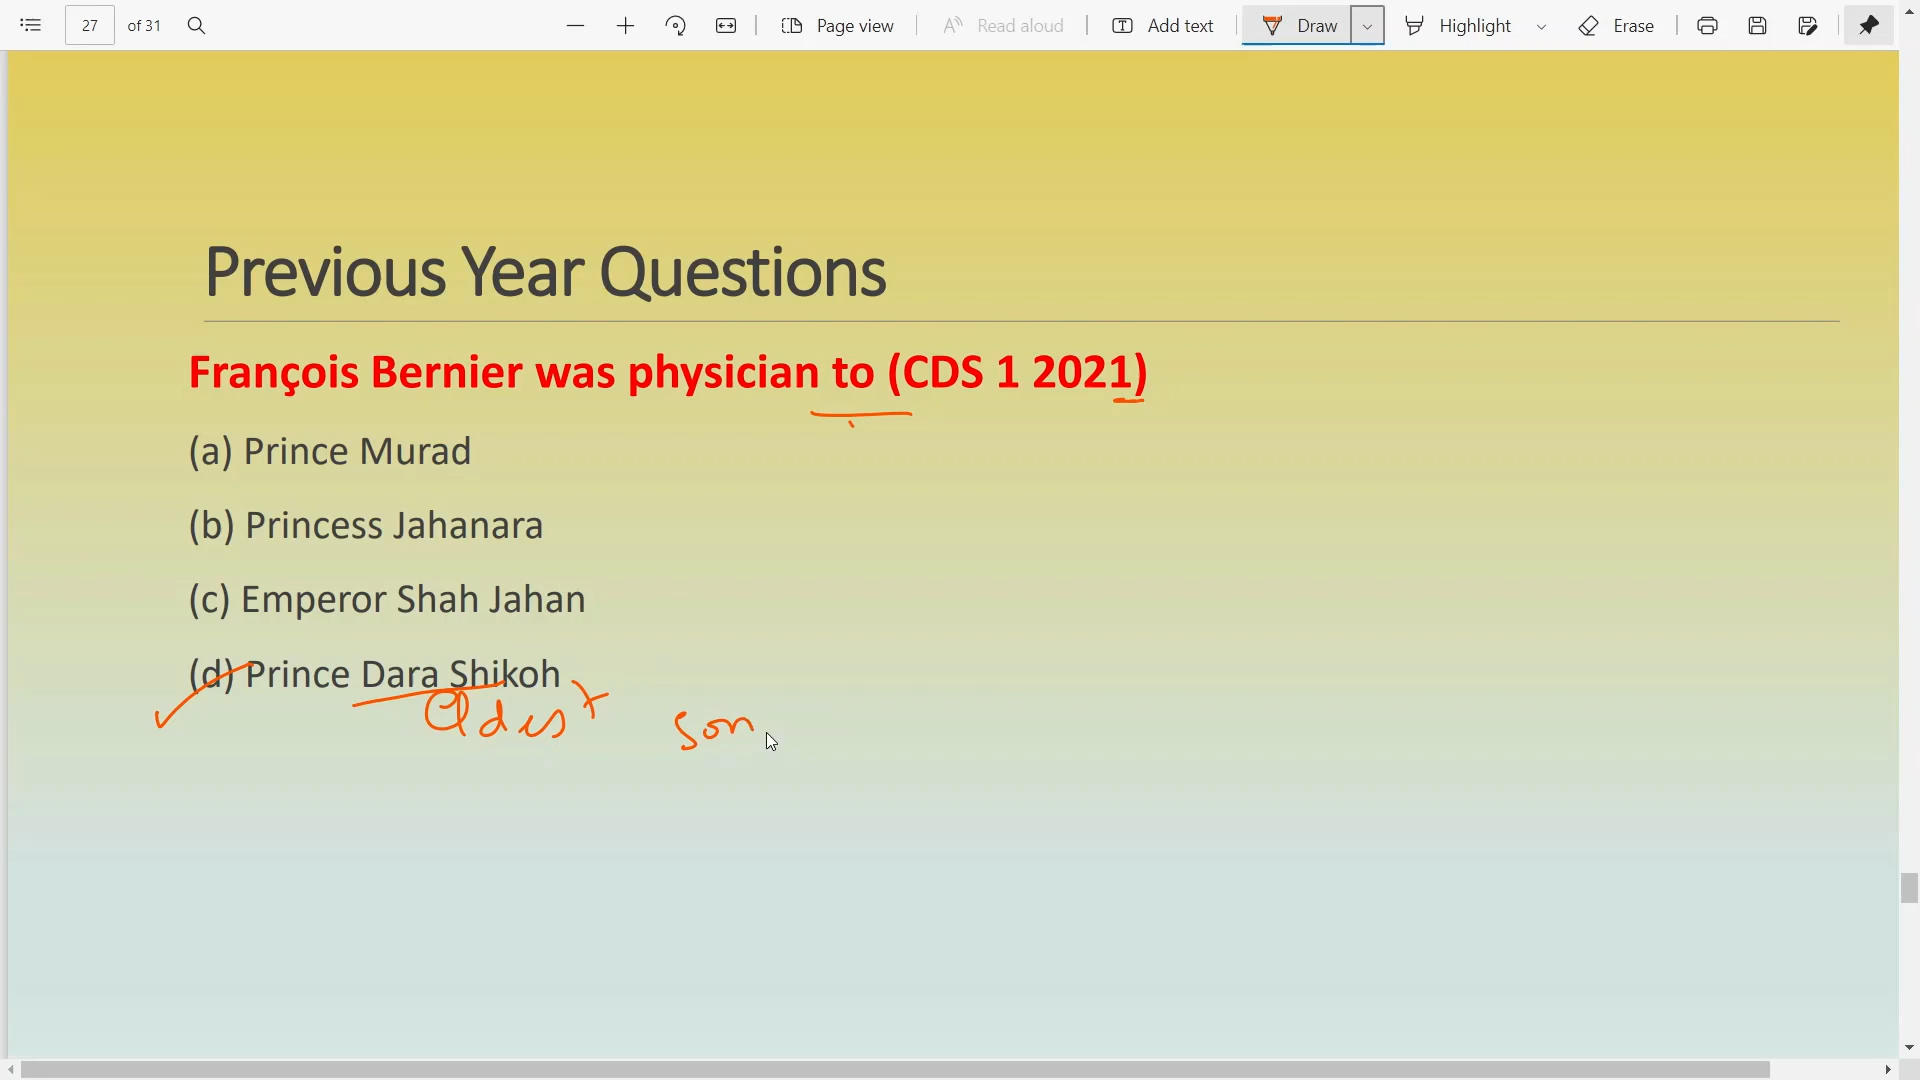 27 of 31 Page view Read aloud Add text Draw Highlight Erase
Previous Year Questions
François Bernier was physician to (CDS 1 2021)
(a) Prince Murad
(b) Princess Jahanara
(c) Emperor Shah Jahan
(d) Prince Dara Shikoh
Eldest son